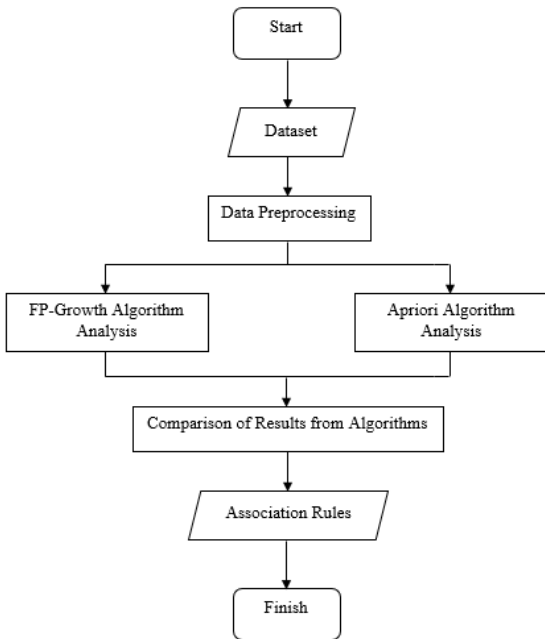 Start
Dataset
Data Preprocessing
FP-Growth Algorithm
Analysis
Apriori Algorithm
Analysis
Comparison of Results from Algorithms
Association Rules
Finish